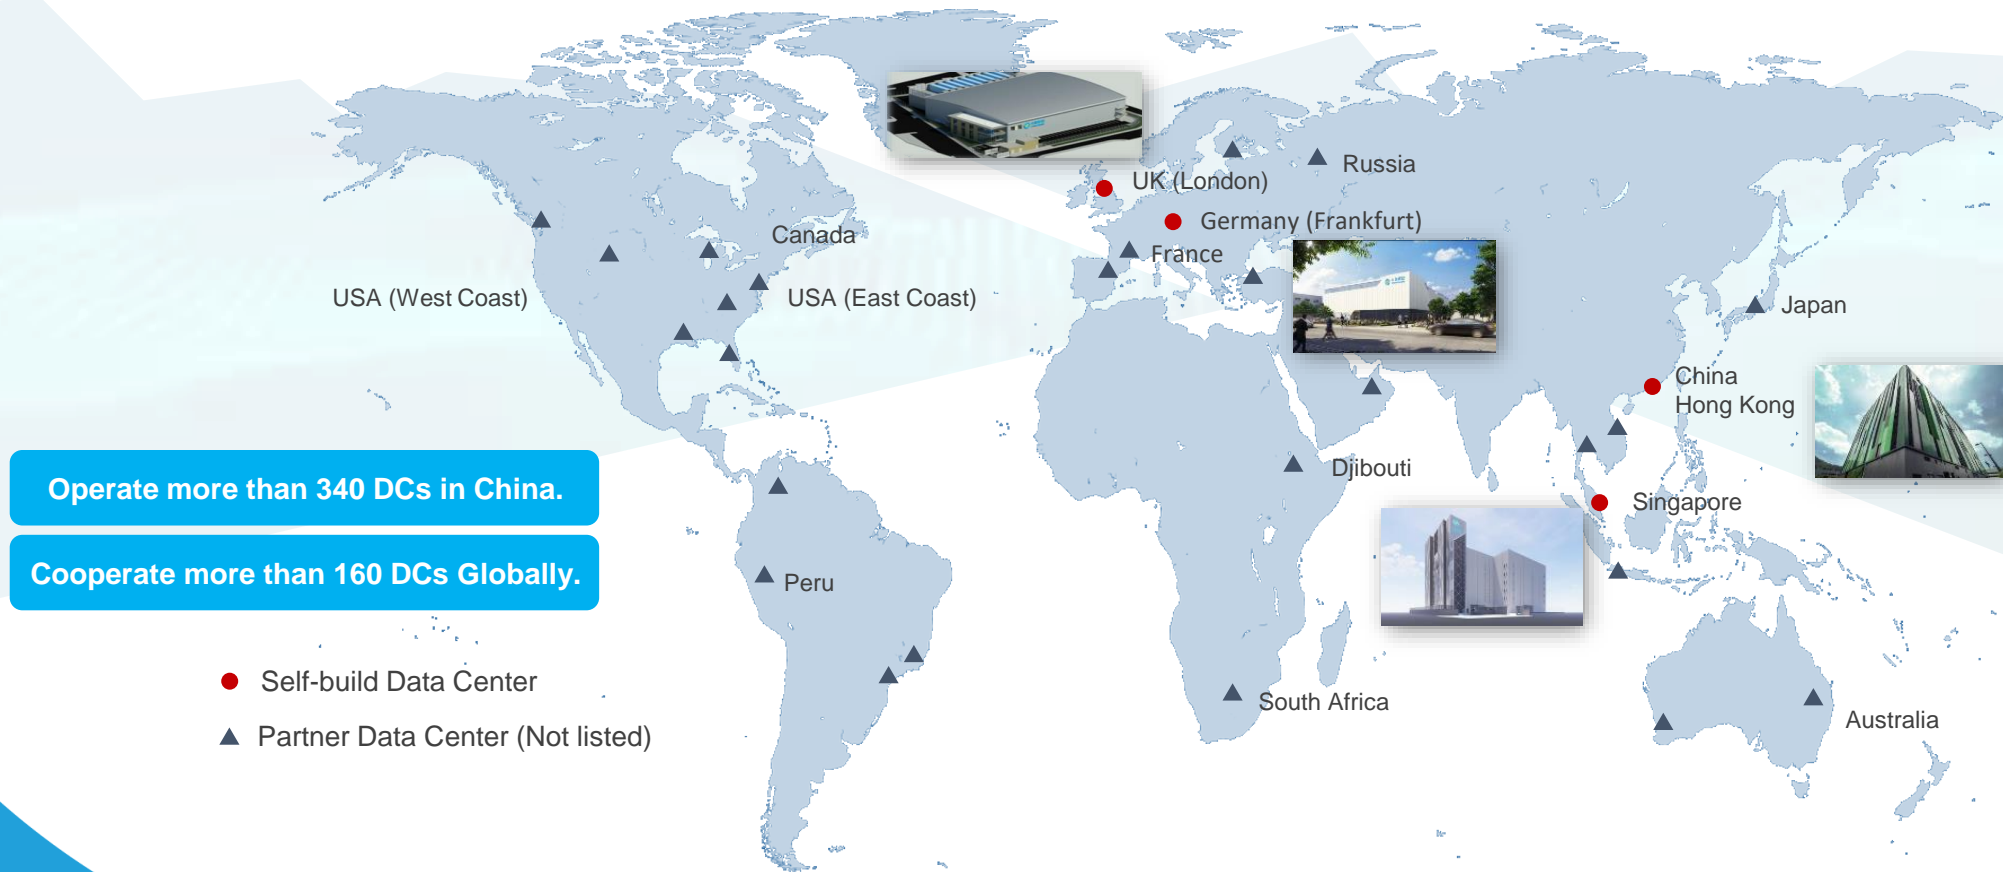 Russia
UK (London)
Germany (Frankfurt)
Canada
France
USA (West Coast)
USA (East Coast)
Japan
China
Hong Kong
Djibouti
Operate more than 340 DCs in China.
Singapore
Cooperate more than 160 DCs Globally.
Peru
Self-build Data Center
South Africa
Australia
Partner Data Center (Not listed)